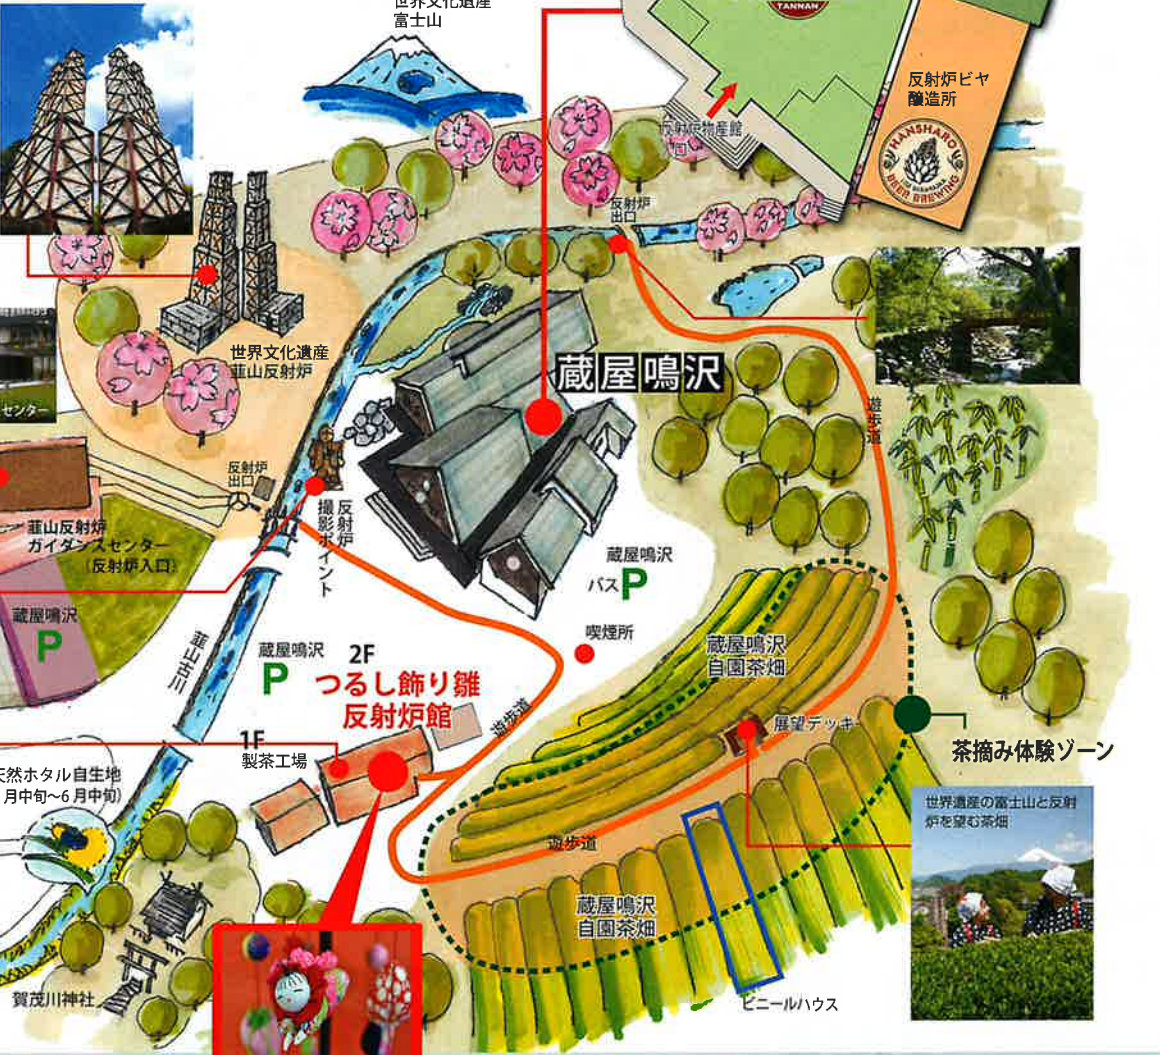 世界文化遺産
富士山
TANNAN
反射炉ビヤ
醸造所
HANSHARO
BEER BREWING
反射炉物産館
反射炉
出口
世界文化遺産
韮山反射炉
蔵屋鳴沢
センター
遊歩道
反射炉
出口
反射炉
撮影ポイント
韮山反射炉
ガイダンスセンター
(反射炉入口)
蔵屋鳴沢
バス P
蔵屋鳴沢
P
喫煙所
韮山古川
蔵屋鳴沢
P
2F
つるし飾り雛
反射炉館
遊歩道
蔵屋鳴沢
自園茶畑
展望デッキ
茶摘み体験ゾーン
1F
製茶工場
天然ホタル自生地
月中旬~6月中旬)
世界遺産の富士山と反射
炉を望む茶畑
遊歩道
蔵屋鳴沢
自園茶畑
賀茂川神社
ビニールハウス